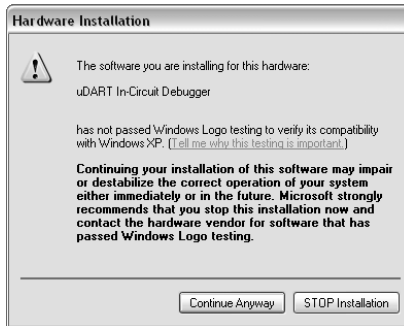 Hardware Installation
The software you are installing for this hardware:
uDART In-Circuit Debugger
has not passed Windows Logo testing to verify its compatibility
with Windows XP. (Tell me why this testing is important.)
Continuing your installation of this software may impair
or destabilize the correct operation of your system
either immediately or in the future. Microsoft strongly
recommends that you stop this installation now and
contact the hardware vendor for software that has
passed Windows Logo testing.
Continue Anyway
STOP Installation